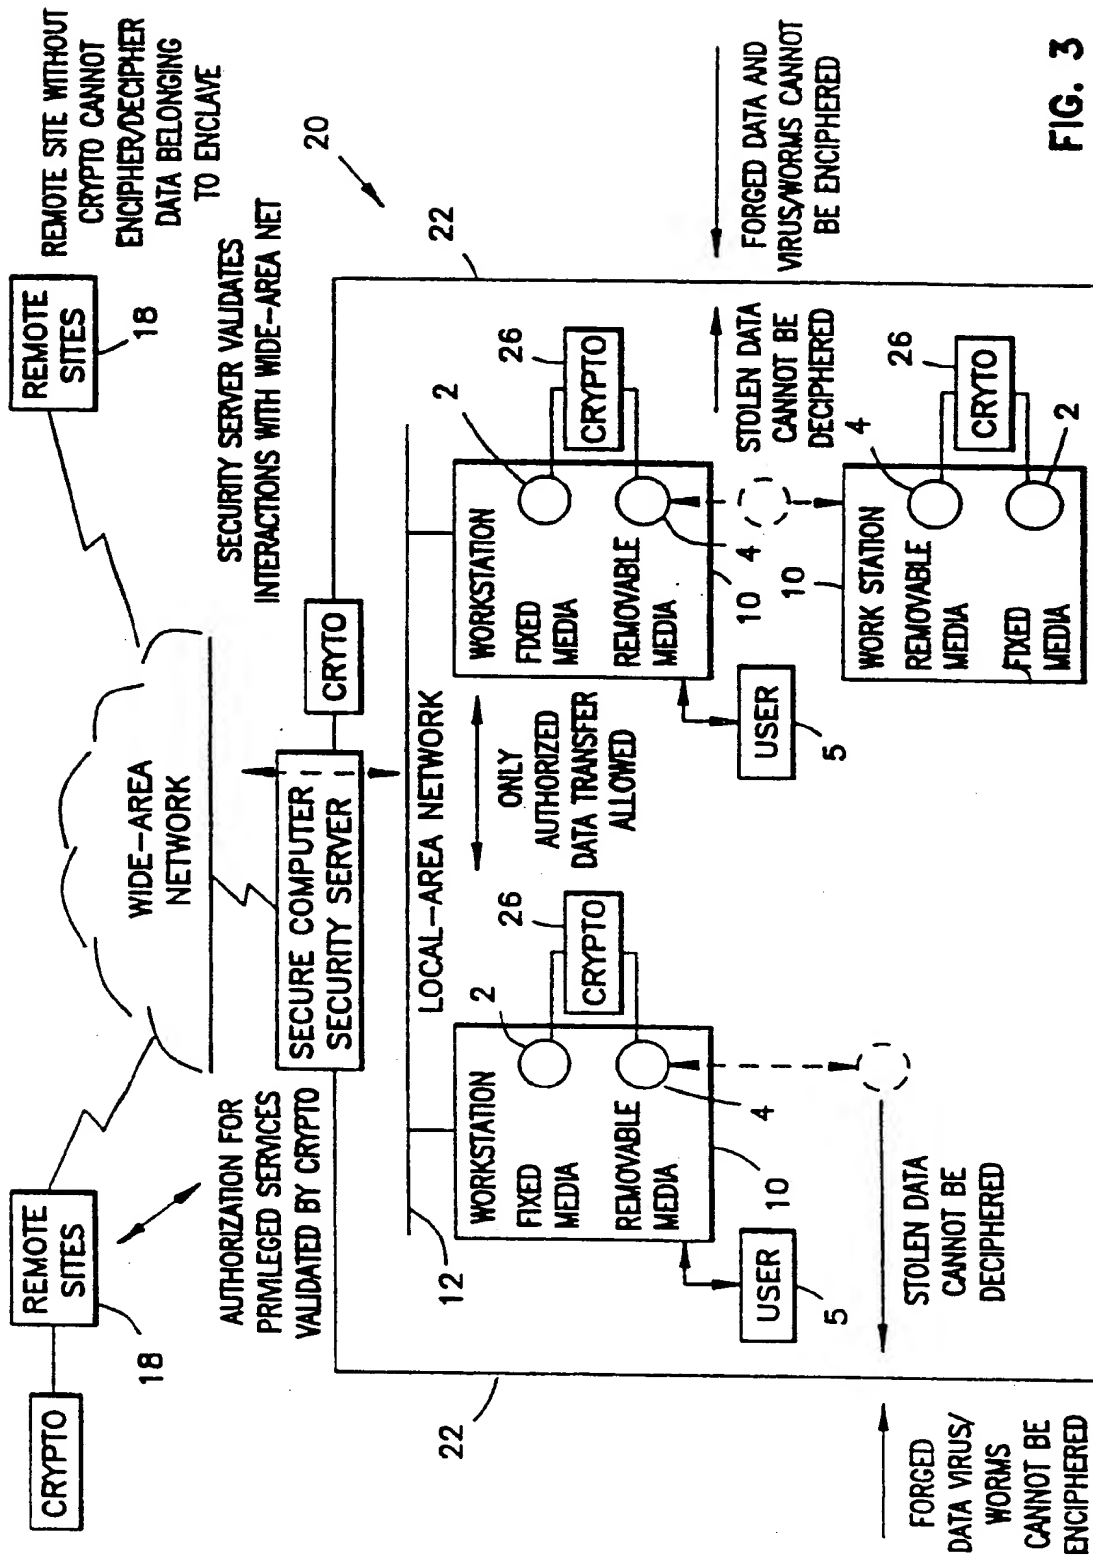 CRYPTO
REMOTE
SITES
18
REMOTE
SITES
18
REMOTE SITE WITHOUT
CRYPTO CANNOT
ENCIPHER/DECIPHER
DATA BELONGING
TO ENCLAVE
WIDE-AREA
NETWORK
AUTHORIZATION FOR
PRIVILEGED SERVICES
VALIDATED BY CRYPTO
SECURITY SERVER VALIDATES
INTERACTIONS WITH WIDE-AREA NET
20
SECURE COMPUTER
SECURITY SERVER
CRYTO
22
22
12
LOCAL-AREA NETWORK
WORKSTATION
FIXED
MEDIA
2
REMOVABLE
MEDIA
4
CRYPTO
26
10
USER
5
ONLY
AUTHORIZED
DATA TRANSFER
ALLOWED
WORKSTATION
FIXED
MEDIA
2
REMOVABLE
MEDIA
4
CRYPTO
26
10
USER
5
STOLEN DATA
CANNOT BE
DECIPHERED
FORGED DATA AND
VIRUS/WORMS CANNOT
BE ENCIPHERED
10
WORK STATION
REMOVABLE
MEDIA
4
FIXED
MEDIA
2
CRYTO
26
STOLEN DATA
CANNOT BE
DECIPHERED
FORGED
DATA VIRUS/
WORMS
CANNOT BE
ENCIPHERED
FIG. 3